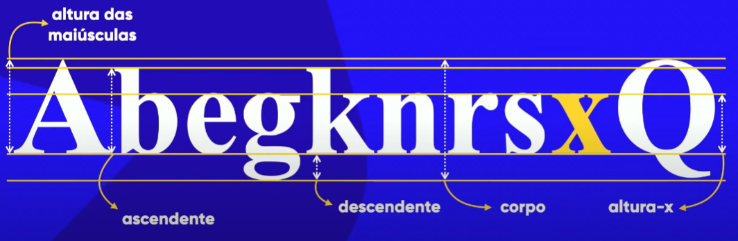 altura das
maiúsculas
AbegknrsxQ
ascendente
descendente
corpo
altura-x